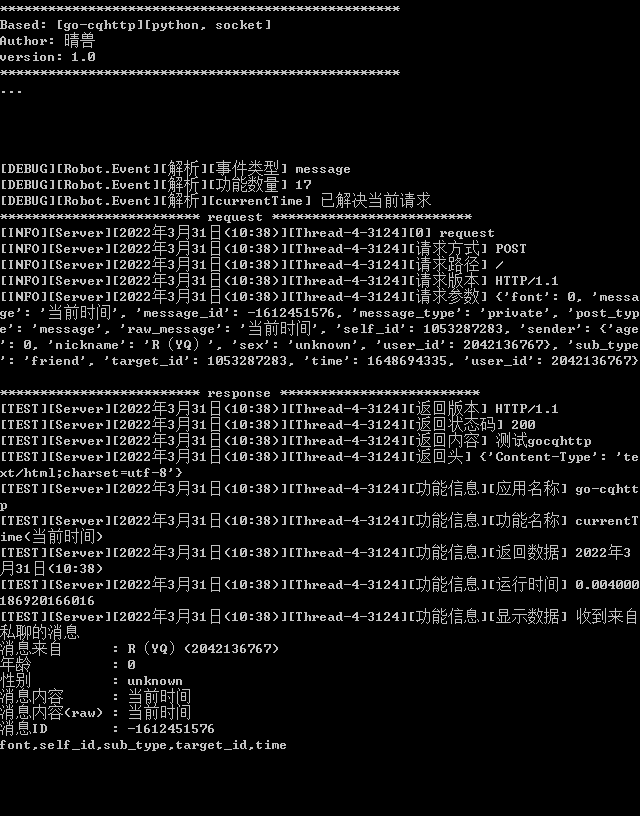 **************************************************
Based: [go-cqhttp][python, socket]
Author: 晴兽
version: 1.0
**************************************************
...
[DEBUG][Robot.Event][解析][事件类型] message
[DEBUG][Robot.Event][解析][功能数量] 17
[DEBUG][Robot.Event][解析][currentTime] 已解决当前请求
************************* request *************************
[INFO][Server][2022年3月31日(10:38)][Thread-4-3124][0] request
[INFO][Server][2022年3月31日(10:38)][Thread-4-3124][请求方式] POST
[INFO][Server][2022年3月31日(10:38)][Thread-4-3124][请求路径] /
[INFO][Server][2022年3月31日(10:38)][Thread-4-3124][请求版本] HTTP/1.1
[INFO][Server][2022年3月31日(10:38)][Thread-4-3124][请求参数] {'font': 0, 'messa
ge': '当前时间', 'message_id': -1612451576, 'message_type': 'private', 'post_typ
e': 'message', 'raw_message': '当前时间', 'self_id': 1053287283, 'sender': {'age
': 0, 'nickname': 'R（YQ）', 'sex': 'unknown', 'user_id': 2042136767}, 'sub_type
': 'friend', 'target_id': 1053287283, 'time': 1648694335, 'user_id': 2042136767}
************************* response *************************
[TEST][Server][2022年3月31日(10:38)][Thread-4-3124][返回版本] HTTP/1.1
[TEST][Server][2022年3月31日(10:38)][Thread-4-3124][返回状态码] 200
[TEST][Server][2022年3月31日(10:38)][Thread-4-3124][返回内容] 测试gocqhttp
[TEST][Server][2022年3月31日(10:38)][Thread-4-3124][返回头] {'Content-Type': 'te
xt/html;charset=utf-8'}
[TEST][Server][2022年3月31日(10:38)][Thread-4-3124][功能信息][应用名称] go-cqhtt
p
[TEST][Server][2022年3月31日(10:38)][Thread-4-3124][功能信息][功能名称] currentT
ime(当前时间)
[TEST][Server][2022年3月31日(10:38)][Thread-4-3124][功能信息][返回数据] 2022年3
月31日(10:38)
[TEST][Server][2022年3月31日(10:38)][Thread-4-3124][功能信息][运行时间] 0.004000
186920166016
[TEST][Server][2022年3月31日(10:38)][Thread-4-3124][功能信息][显示数据] 收到来自
私聊的消息
消息来自 : R（YQ）(2042136767)
年龄 : 0
性别 : unknown
消息内容 : 当前时间
消息内容(raw) : 当前时间
消息ID : -1612451576
font,self_id,sub_type,target_id,time